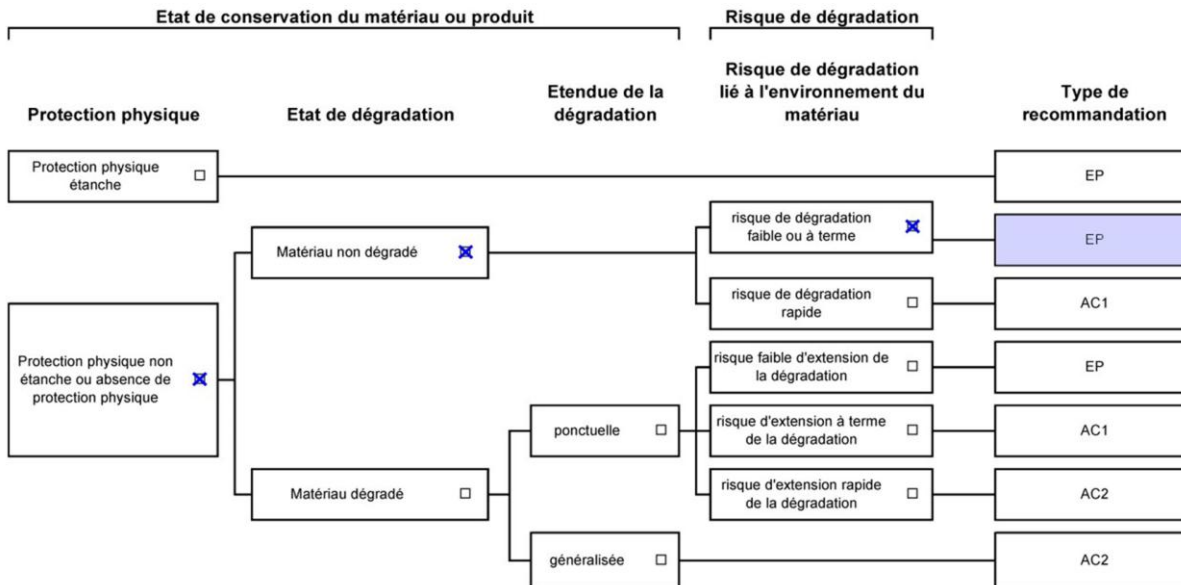 Etat de conservation du matériau ou produit
Risque de dégradation
Protection physique
Etat de dégradation
Etendue de la
dégradation
Risque de dégradation
lié à l'environnement du
matériau
Type de
recommandation
Protection physique
étanche
EP
Matériau non dégradé
risque de dégradation
faible ou à terme
EP
risque de dégradation
rapide
AC1
Protection physique non
étanche ou absence de
protection physique
risque faible d'extension de
la dégradation
EP
ponctuelle
risque d'extension à terme
de la dégradation
AC1
Matériau dégradé
risque d'extension rapide
de la dégradation
AC2
généralisée
AC2